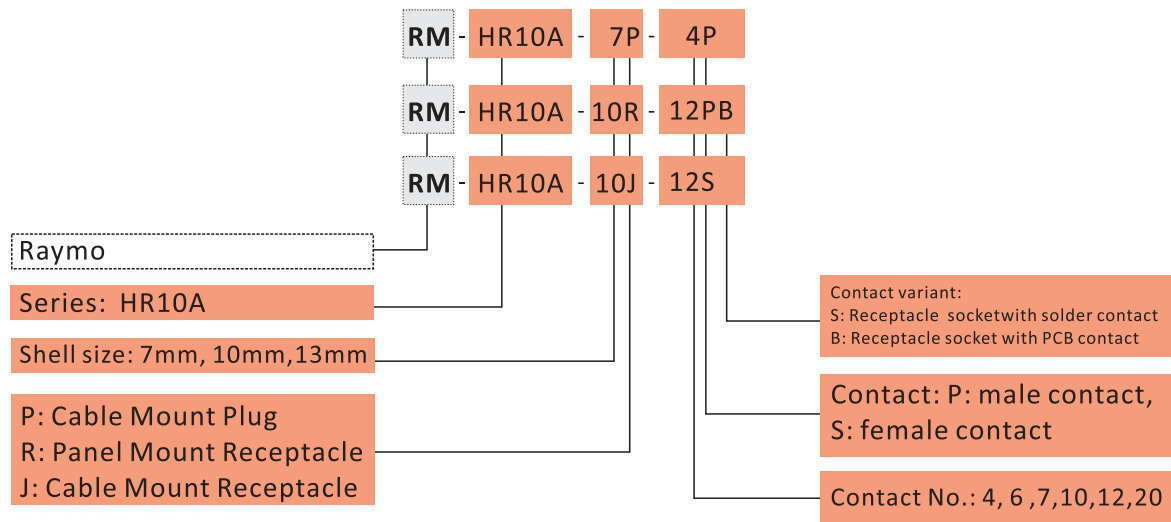 RM - HR10A - 7P - 4P
RM - HR10A - 10R - 12PB
RM - HR10A - 10J - 12S
Raymo
Series: HR10A
Shell size: 7mm, 10mm,13mm
P: Cable Mount Plug
R: Panel Mount Receptacle
J: Cable Mount Receptacle
Contact variant:
S: Receptacle socketwith solder contact
B: Receptacle socket with PCB contact
Contact: P: male contact,
S: female contact
Contact No.: 4, 6 ,7,10,12,20